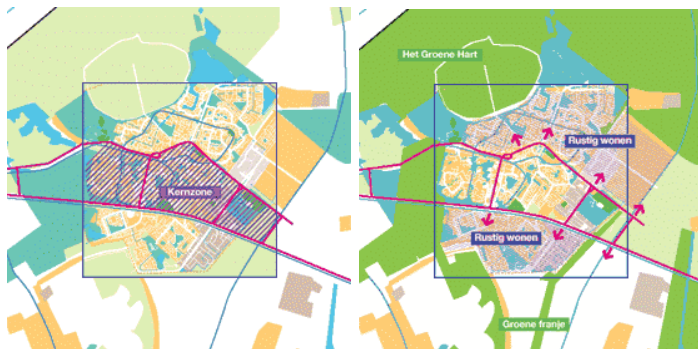 Kernzone
Het Groene Hart
Rustig wonen
Rustig wonen
Groene franje